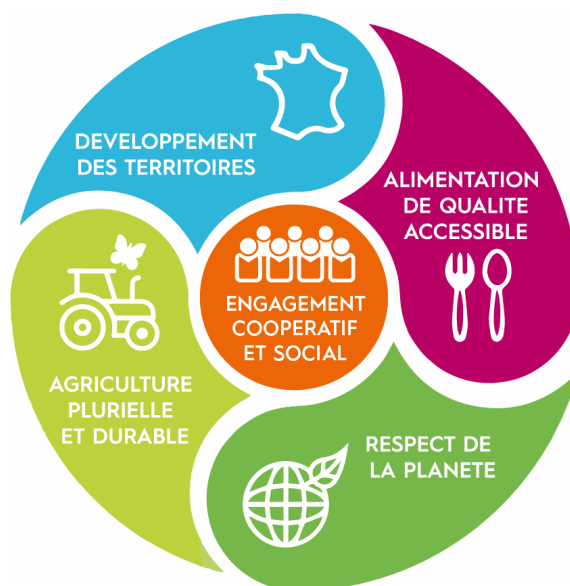 DEVELOPPEMENT
DES TERRITOIRES
ALIMENTATION
DE QUALITE
ACCESSIBLE
ENGAGEMENT
COOPERATIF
ET SOCIAL
AGRICULTURE
PLURIELLE
ET DURABLE
RESPECT DE
LA PLANETE